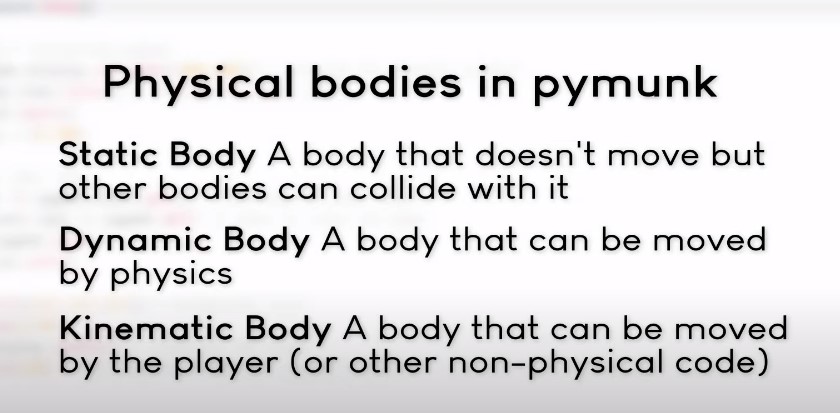 Physical bodies in pymunk
Static Body A body that doesn't move but
other bodies can collide with it
Dynamic Body A body that can be moved
by physics
Kinematic Body A body that can be moved
by the player (or other non-physical code)